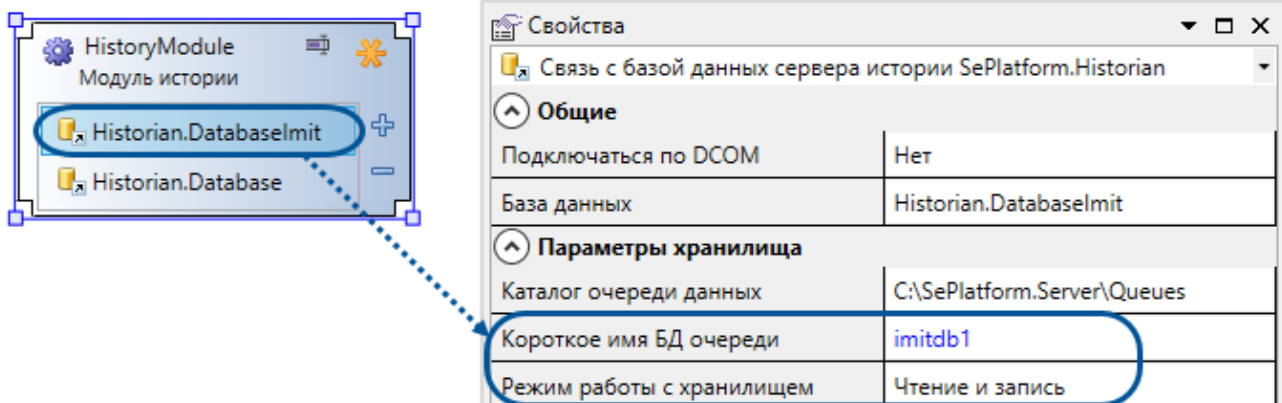 HistoryModule
Модуль истории
Historian.DatabaseImit
Historian.Database
Свойства
Связь с базой данных сервера истории SePlatform.Historian
Общие
Подключаться по DCOM Нет
База данных Historian.DatabaseImit
Параметры хранилища
Каталог очереди данных C:\SePlatform.Server\Queues
Короткое имя БД очереди imitdb1
Режим работы с хранилищем Чтение и запись